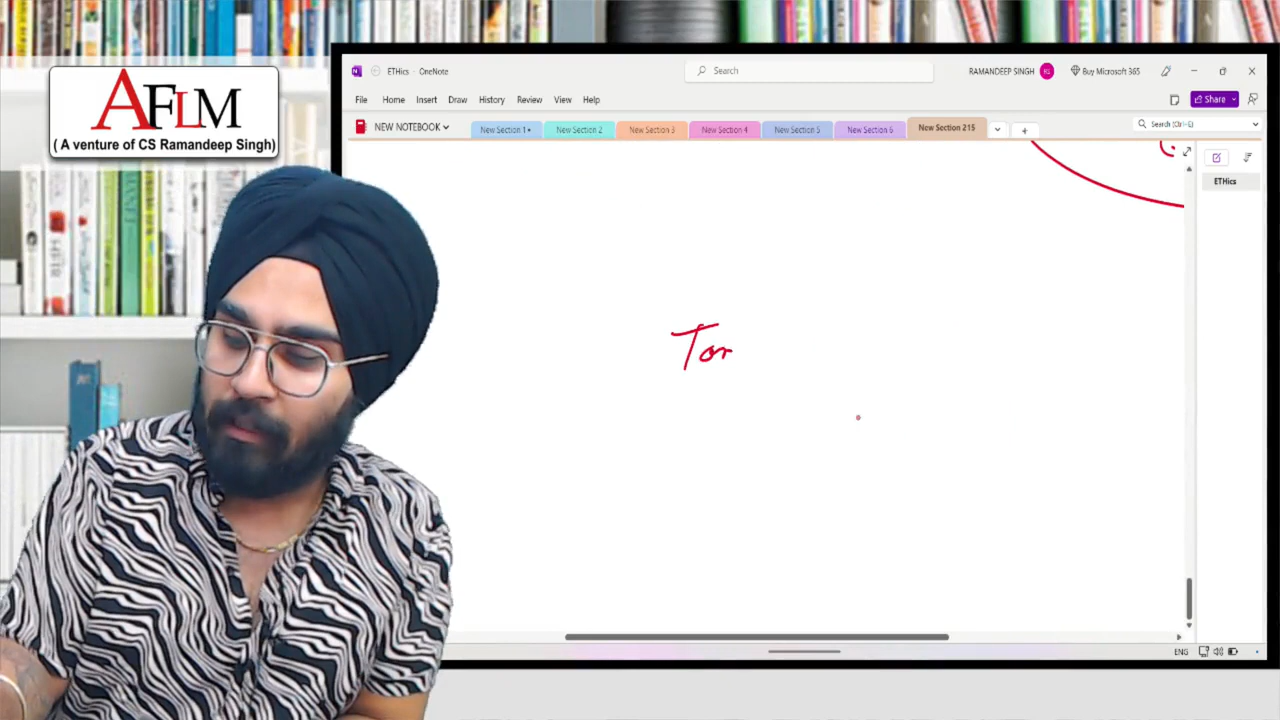 AFLM
( A venture of CS Ramandeep Singh)
ETHics - OneNote
Search
RAMANDEEP SINGH
Buy Microsoft 365
File Home Insert Draw History Review View Help
Share
NEW NOTEBOOK
New Section 1
New Section 2
New Section 3
New Section 4
New Section 5
New Section 6
New Section 215
+
Search (Ctrl+E)
ETHics
Tor
ENG